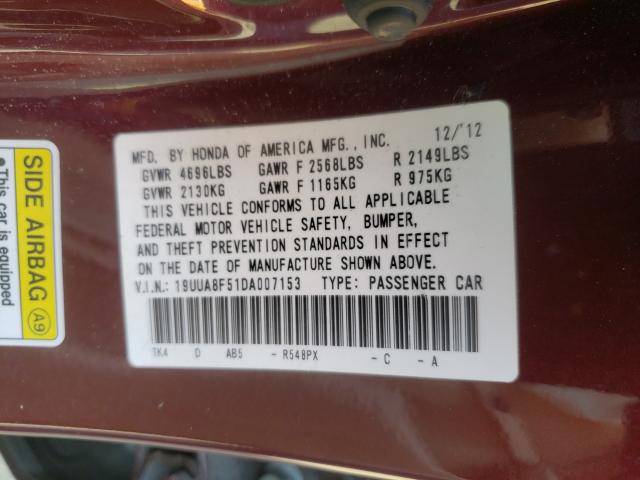 MFD. BY HONDA OF AMERICA MFG., INC. 12/'12
GVWR 4696LBS GAWR F 2568LBS R 2149LBS
GVWR 2130KG GAWR F 1165KG R 975KG
THIS VEHICLE CONFORMS TO ALL APPLICABLE
FEDERAL MOTOR VEHICLE SAFETY, BUMPER,
AND THEFT PREVENTION STANDARDS IN EFFECT
ON THE DATE OF MANUFACTURE SHOWN ABOVE.
V.I.N.: 19UUA8F51DA007153 TYPE: PASSENGER CAR
TK4 D AB5 -R548PX -C -A
SIDE AIRBAG A9
●This car is equipped